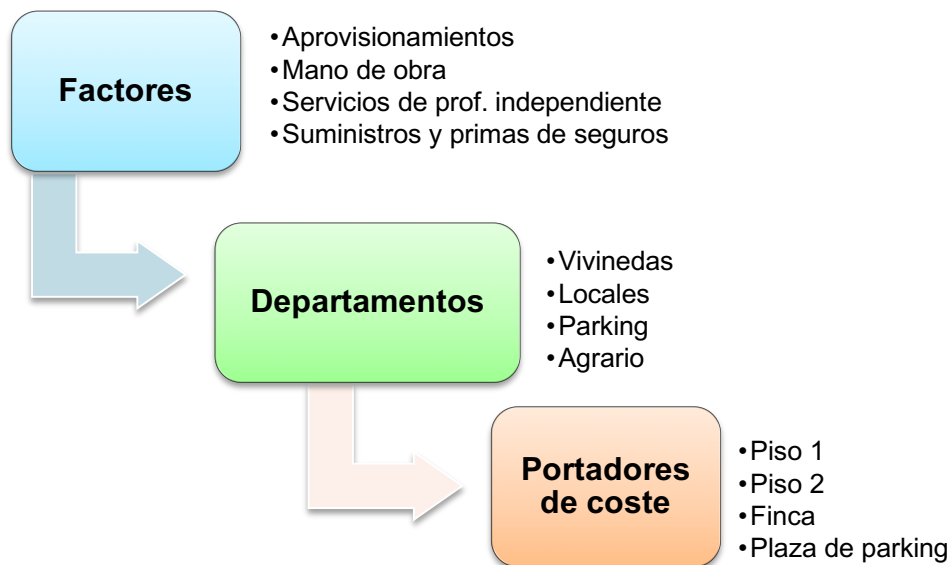 Factores
•Aprovisionamientos
•Mano de obra
•Servicios de prof. independiente
•Suministros y primas de seguros
Departamentos
•Vivinedas
•Locales
•Parking
•Agrario
Portadores
de coste
•Piso 1
•Piso 2
•Finca
•Plaza de parking